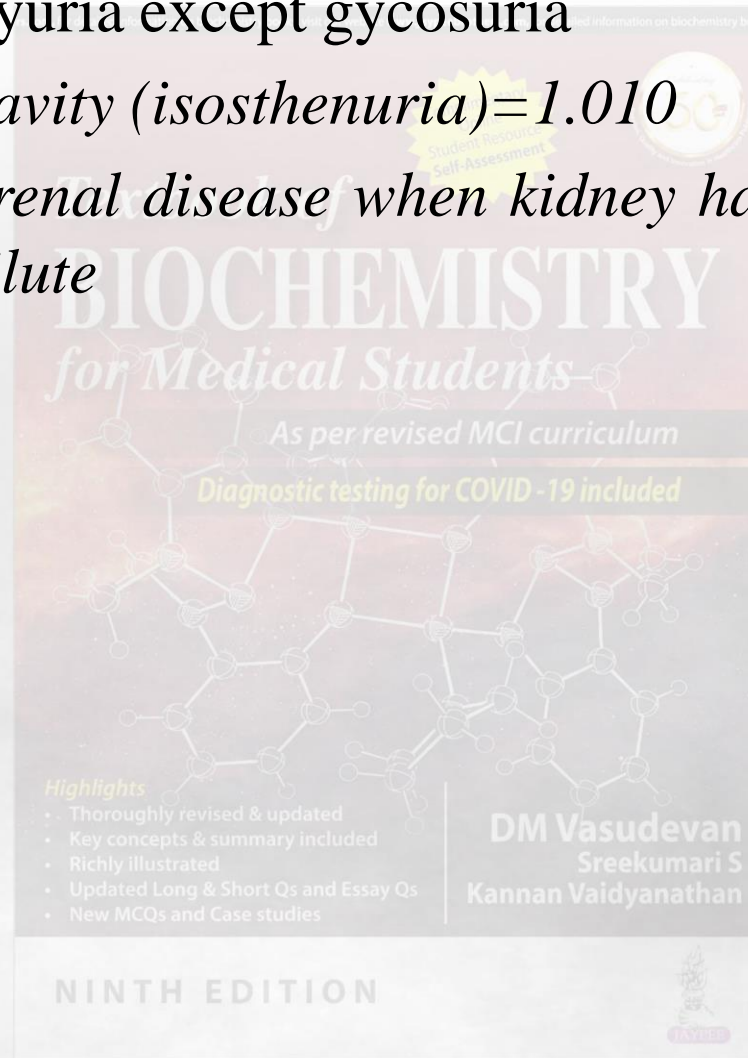 yuria except gycosuria
avity (isosthenuria)=1.010
Student Resource
Self-Assessment
renal disease when kidney ha
lute
Textbook of
BIOCHEMISTRY
for Medical Students
As per revised MCI curriculum
Diagnostic testing for COVID -19 included
Highlights
• Thoroughly revised & updated
• Key concepts & summary included
• Richly illustrated
• Updated Long & Short Qs and Essay Qs
• New MCQs and Case studies
DM Vasudevan
Sreekumari S
Kannan Vaidyanathan
NINTH EDITION
JAYPEE